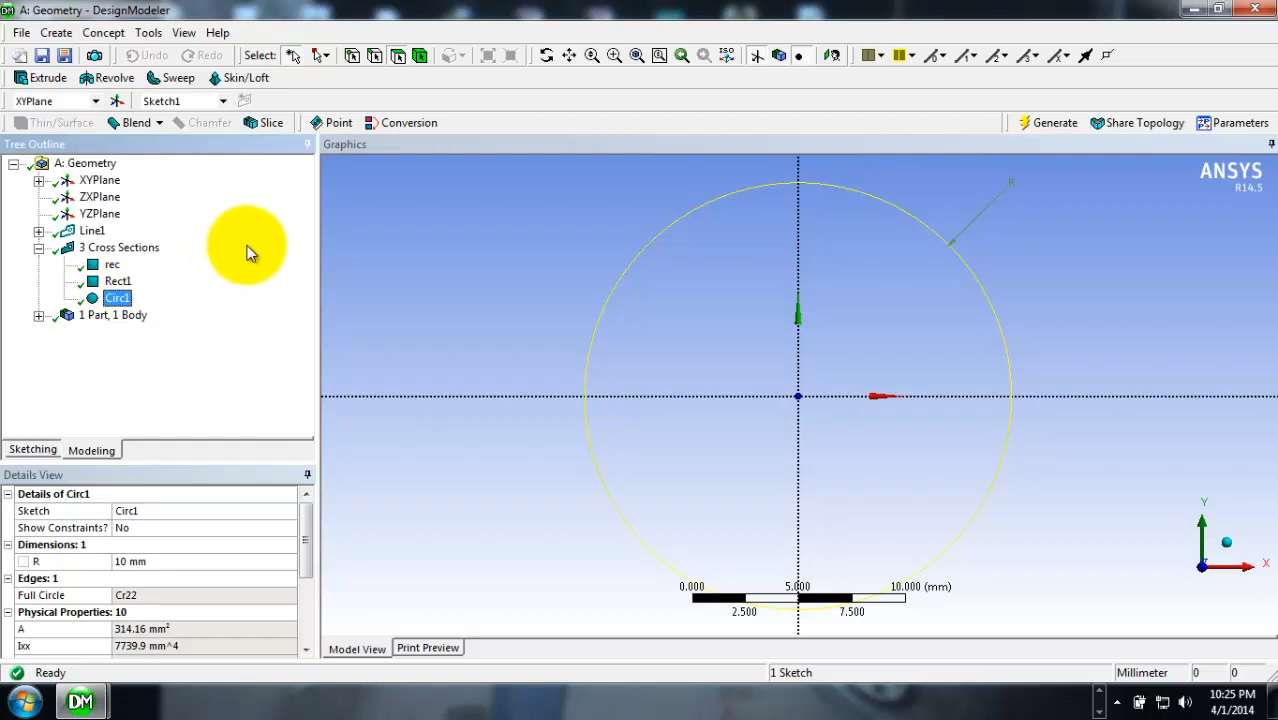 A: Geometry - DesignModeler
File Create Concept Tools View Help
Undo Redo Select: ISO
Extrude Revolve Sweep Skin/Loft
XYPlane Sketch1
Thin/Surface Blend Chamfer Slice Point Conversion Generate Share Topology Parameters
Tree Outline
A: Geometry
XYPlane
ZXPlane
YZPlane
Line1
3 Cross Sections
rec
Rect1
Circ1
1 Part, 1 Body
Sketching Modeling
Details View
Details of Circ1
Sketch Circ1
Show Constraints? No
Dimensions: 1
R 10 mm
Edges: 1
Full Circle Cr22
Physical Properties: 10
A 314.16 mm²
Ixx 7739.9 mm^4
Graphics
ANSYS
R14.5
R
0.000 5.000 10.000 (mm)
2.500 7.500
Y
X
Model View Print Preview
Ready 1 Sketch Millimeter 0 0
DM
10:25 PM
4/1/2014